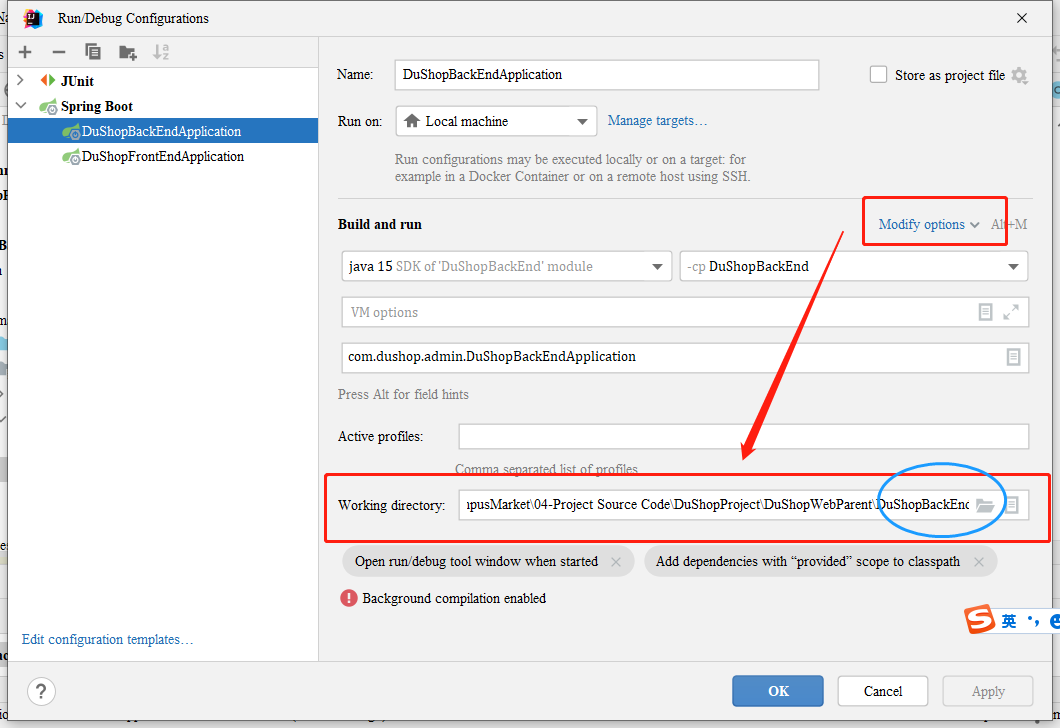 Run/Debug Configurations
JUnit
Spring Boot
DuShopBackEndApplication
DuShopFrontEndApplication
Edit configuration templates…
Name: DuShopBackEndApplication
Store as project file
Run on: Local machine Manage targets…
Run configurations may be executed locally or on a target: for
example in a Docker Container or on a remote host using SSH.
Build and run
Modify options Alt+M
java 15 SDK of 'DuShopBackEnd' module
-cp DuShopBackEnd
VM options
com.dushop.admin.DuShopBackEndApplication
Press Alt for field hints
Active profiles:
Comma separated list of profiles
Working directory: ıpusMarket\04-Project Source Code\DuShopProject\DuShopWebParent\DuShopBackEnd
Open run/debug tool window when started ×
Add dependencies with “provided” scope to classpath ×
Background compilation enabled
S 英
?
OK
Cancel
Apply